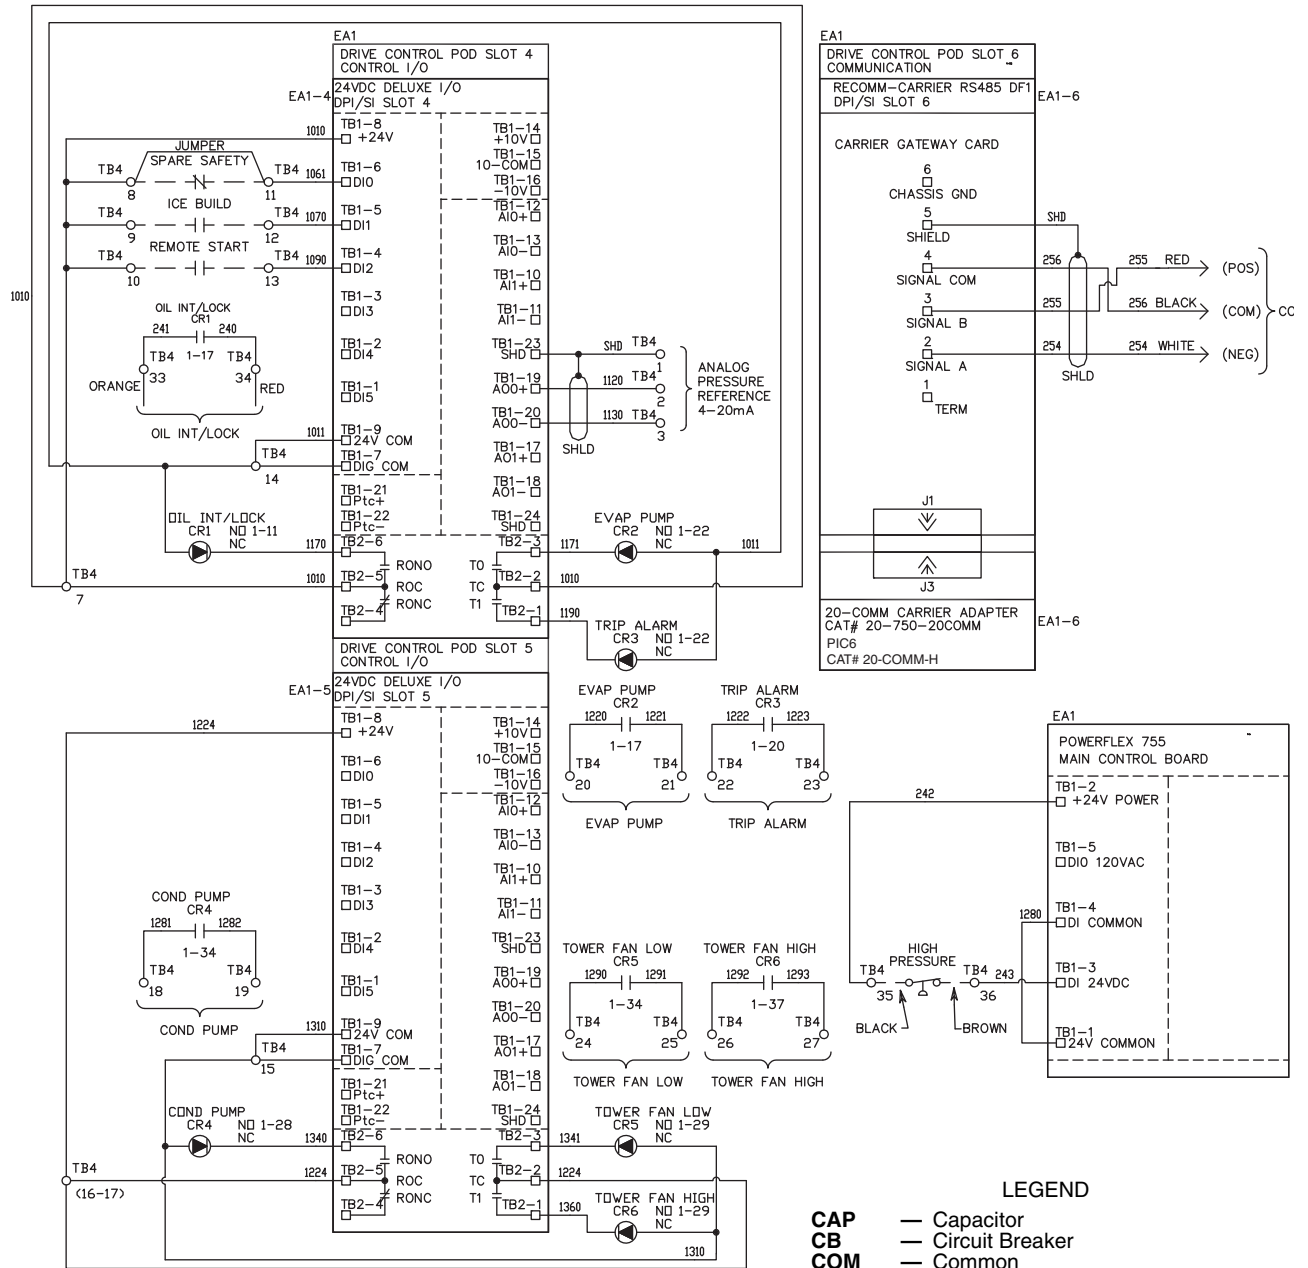 EA1
DRIVE CONTROL POD SLOT 4
CONTROL I/O
EA1-4
24VDC DELUXE I/O
DPI/SI SLOT 4
1010
TB1-8
+24V
TB1-14
+10V
JUMPER
SPARE SAFETY
TB4
8
TB4
11
1061
TB1-6
DI0
TB1-15
10-COM
TB1-16
-10V
ICE BUILD
TB4
9
TB4
12
1070
TB1-5
DI1
TB1-12
AI0+
REMOTE START
TB4
10
TB4
13
1090
TB1-4
DI2
TB1-13
AI0-
TB1-10
AI1+
1010
TB1-3
DI3
TB1-11
AI1-
OIL INT/LOCK
CR1
241
240
1-17
TB4
33
TB4
34
ORANGE
RED
OIL INT/LOCK
TB1-2
DI4
TB1-1
DI5
TB1-23
SHD
SHD
TB4
1
TB1-19
AO0+
1120
TB4
2
TB1-20
AO0-
1130
TB4
3
SHLD
ANALOG
PRESSURE
REFERENCE
4-20mA
1011
TB1-9
24V COM
TB1-7
DIG COM
TB4
14
TB1-17
AO1+
TB1-18
AO1-
TB1-21
Ptc+
TB1-22
Ptc-
TB1-24
SHD
OIL INT/LOCK
CR1 NO 1-11
NC
1170
TB2-6
RONO
TO
TB2-3
1171
EVAP PUMP
CR2 NO 1-22
NC
1011
TB4
7
1010
TB2-5
ROC
TC
TB2-2
1010
TB2-4
RONC
T1
TB2-1
1190
TRIP ALARM
CR3 NO 1-22
NC
EA1
DRIVE CONTROL POD SLOT 6
COMMUNICATION
RECOMM-CARRIER RS485 DF1
DPI/SI SLOT 6
EA1-6
CARRIER GATEWAY CARD
6
CHASSIS GND
5
SHIELD
SHD
4
SIGNAL COM
256
255 RED
(POS)
3
SIGNAL B
255
256 BLACK
(COM)
CO
2
SIGNAL A
254
254 WHITE
(NEG)
SHLD
1
TERM
J1
J3
20-COMM CARRIER ADAPTER
CAT# 20-750-20COMM
EA1-6
PIC6
CAT# 20-COMM-H
DRIVE CONTROL POD SLOT 5
CONTROL I/O
EA1-5
24VDC DELUXE I/O
DPI/SI SLOT 5
1224
TB1-8
+24V
TB1-14
+10V
TB1-6
DI0
TB1-15
10-COM
TB1-16
-10V
TB1-5
DI1
TB1-12
AI0+
TB1-4
DI2
TB1-13
AI0-
TB1-10
AI1+
TB1-3
DI3
TB1-11
AI1-
TB1-2
DI4
TB1-23
SHD
TB1-1
DI5
TB1-19
AO0+
TB1-20
AO0-
COND PUMP
CR4
1281
1282
1-34
TB4
18
TB4
19
COND PUMP
1310
TB1-9
24V COM
TB1-7
DIG COM
TB4
15
TB1-17
AO1+
TB1-18
AO1-
TB1-21
Ptc+
TB1-22
Ptc-
TB1-24
SHD
COND PUMP
CR4 NO 1-28
NC
1340
TB2-6
RONO
TO
TB2-3
1341
TOWER FAN LOW
CR5 NO 1-29
NC
TB4
(16-17)
1224
TB2-5
ROC
TC
TB2-2
1224
TB2-4
RONC
T1
TB2-1
1360
TOWER FAN HIGH
CR6 NO 1-29
NC
1310
EVAP PUMP
CR2
1220
1221
1-17
TB4
20
TB4
21
EVAP PUMP
TRIP ALARM
CR3
1222
1223
1-20
TB4
22
TB4
23
TRIP ALARM
TOWER FAN LOW
CR5
1290
1291
1-34
TB4
24
TB4
25
TOWER FAN LOW
TOWER FAN HIGH
CR6
1292
1293
1-37
TB4
26
TB4
27
TOWER FAN HIGH
EA1
POWERFLEX 755
MAIN CONTROL BOARD
242
TB1-2
+24V POWER
TB1-5
DI0 120VAC
1280
TB1-4
DI COMMON
HIGH
PRESSURE
TB4
35
TB4
36
243
TB1-3
DI 24VDC
BLACK
BROWN
TB1-1
24V COMMON
LEGEND
CAP — Capacitor
CB — Circuit Breaker
COM — Common